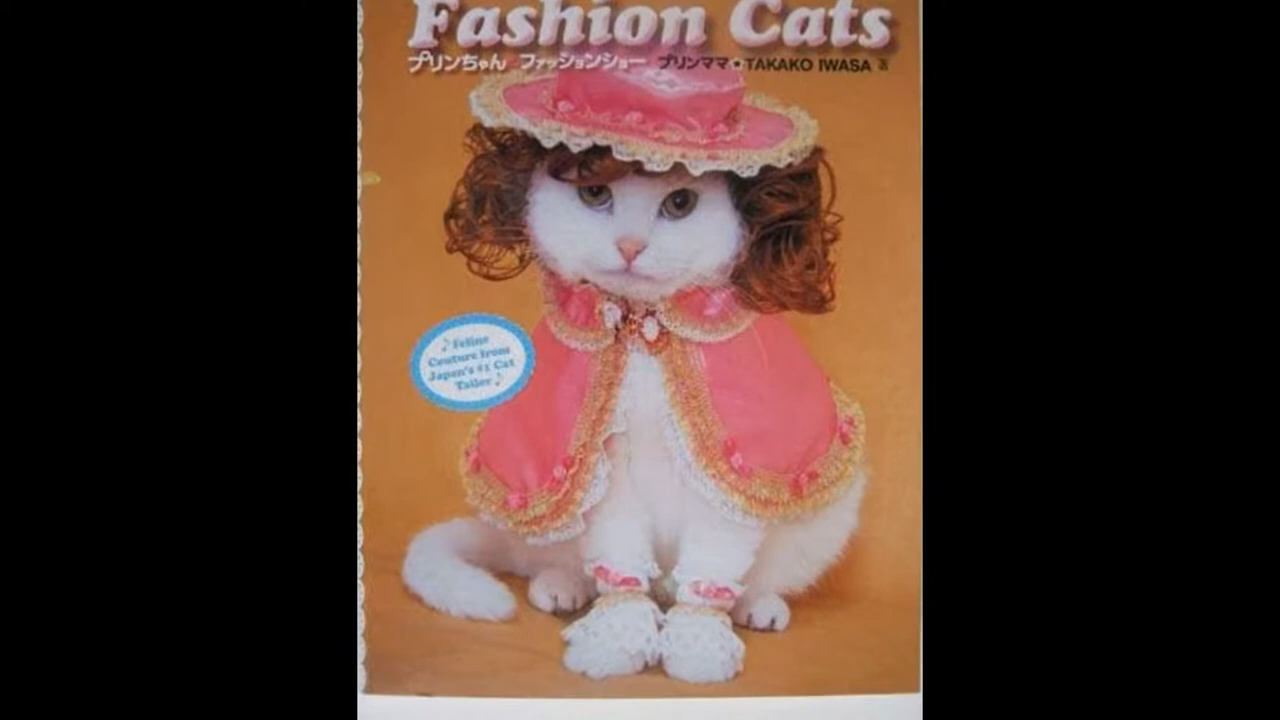 Fashion Cats
プリンちゃん ファッションショー プリンママ★TAKAKO IWASA 著
♪Feline
Couture from
Japan's #1 Cat
Tailor♪